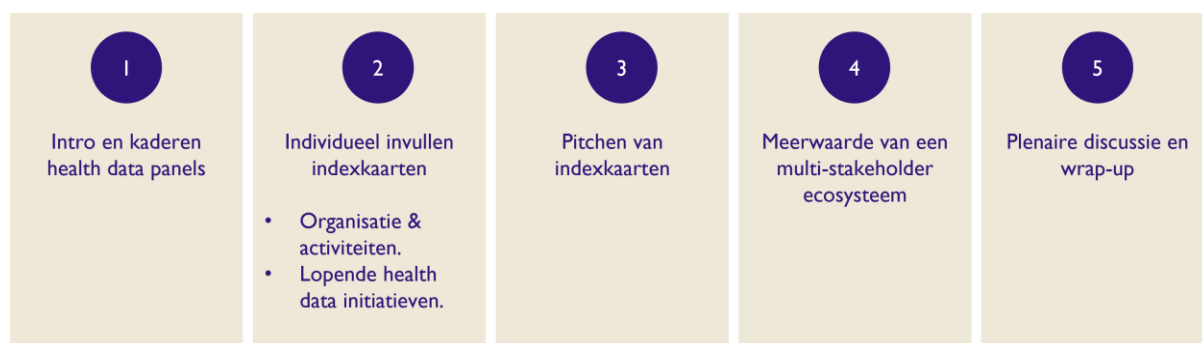 1
Intro en kaderen
health data panels
2
Individueel invullen
indexkaarten
• Organisatie &
activiteiten.
• Lopende health
data initiatieven.
3
Pitchen van
indexkaarten
4
Meerwaarde van een
multi-stakeholder
ecosysteem
5
Plenaire discussie en
wrap-up